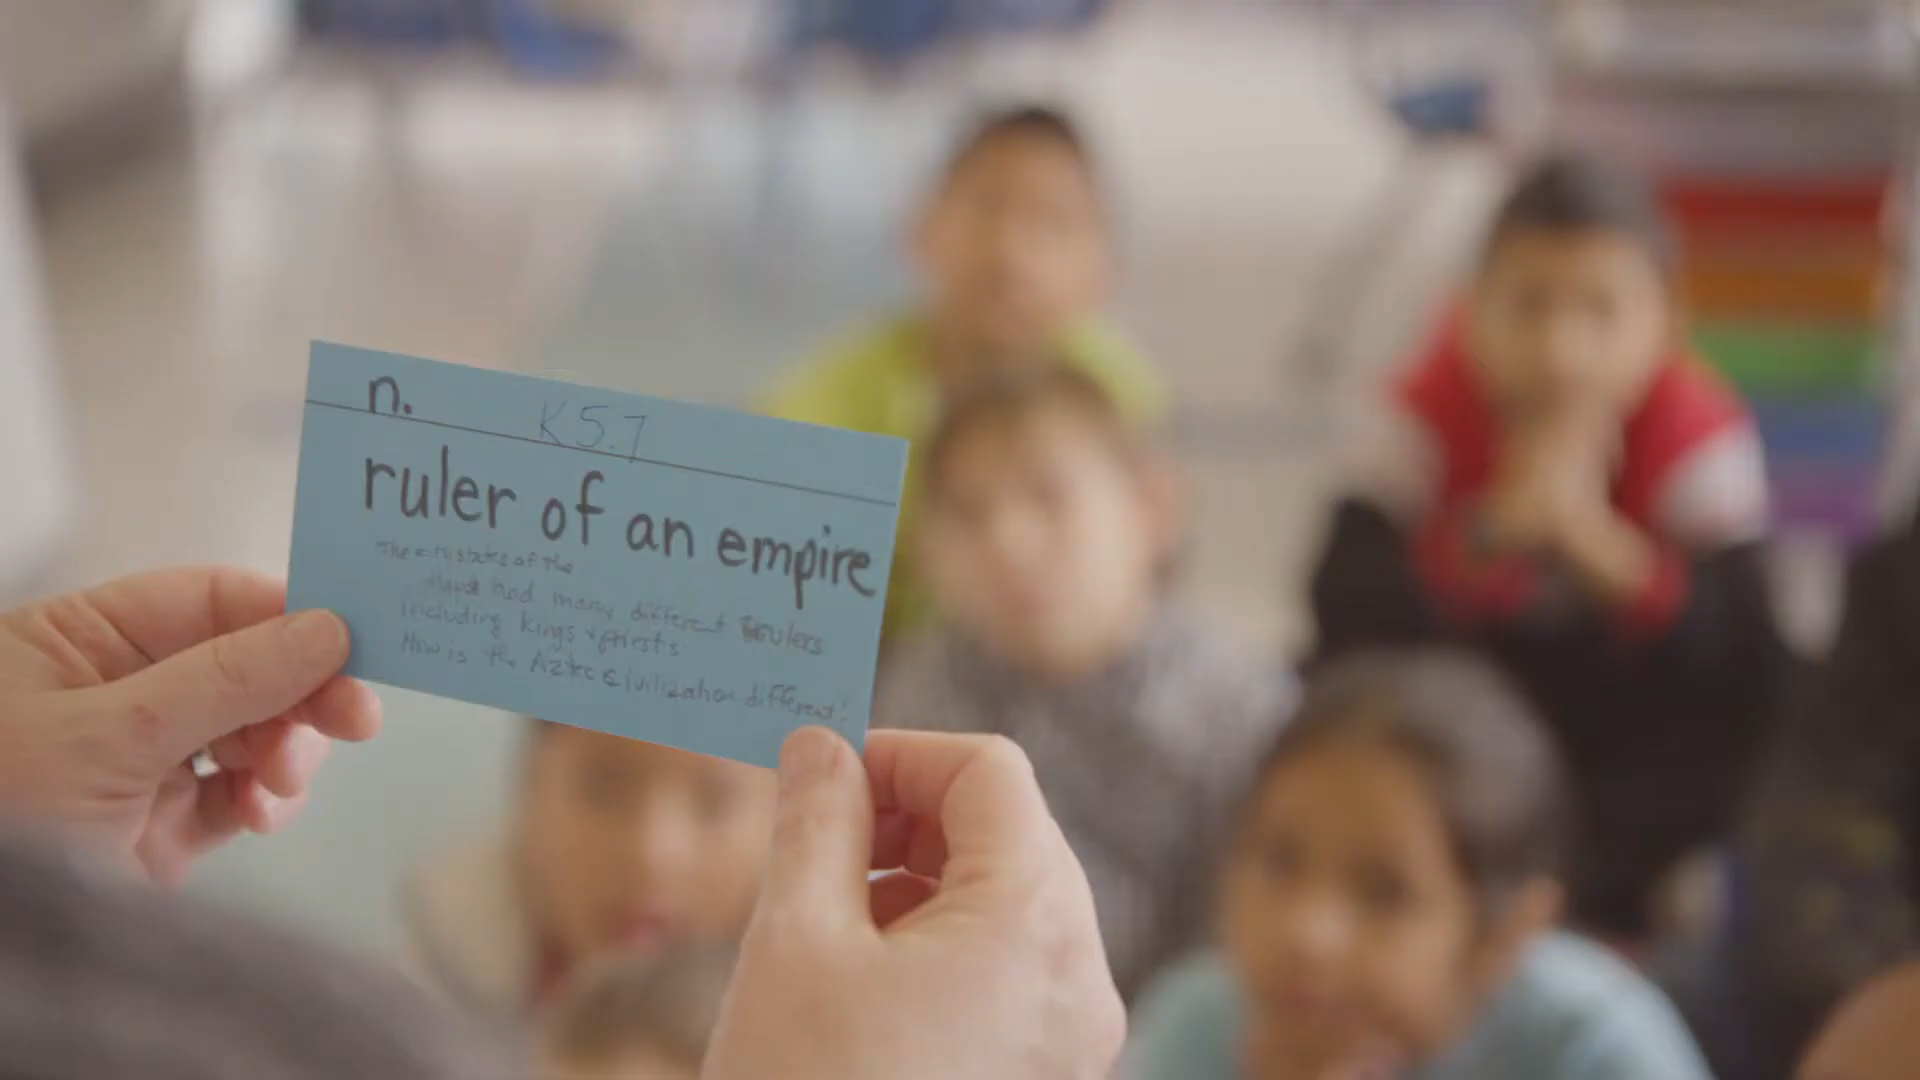 n. K5.7
ruler of an empire
The city states of the
Maya had many different rulers
including kings & priests
How is the Aztec Civilization different?